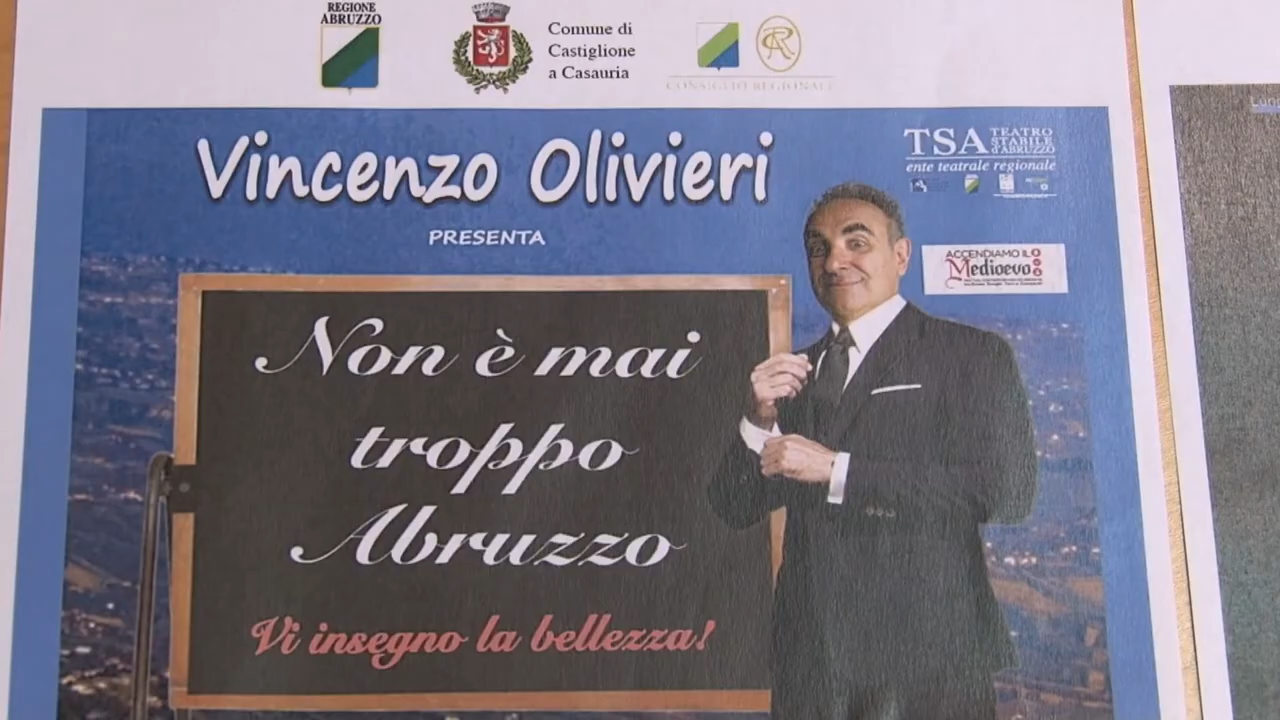 REGIONE
ABRUZZO
Comune di
Castiglione
a Casauria
CONSIGLIO REGIONALE
Vincenzo Olivieri
PRESENTA
TSA TEATRO
STABILE
d'ABRUZZO
ente teatrale regionale
ACCENDIAMO IL
Medioevo
Non è mai
troppo
Abruzzo
Vi insegno la bellezza!